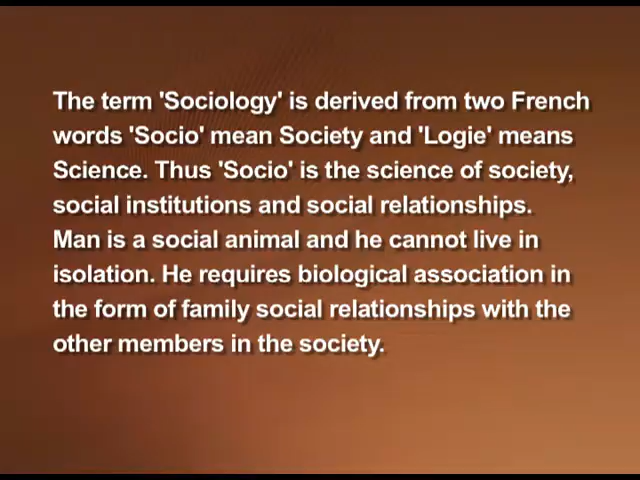 The term 'Sociology' is derived from two French
words 'Socio' mean Society and 'Logie' means
Science. Thus 'Socio' is the science of society,
social institutions and social relationships.
Man is a social animal and he cannot live in
isolation. He requires biological association in
the form of family social relationships with the
other members in the society.